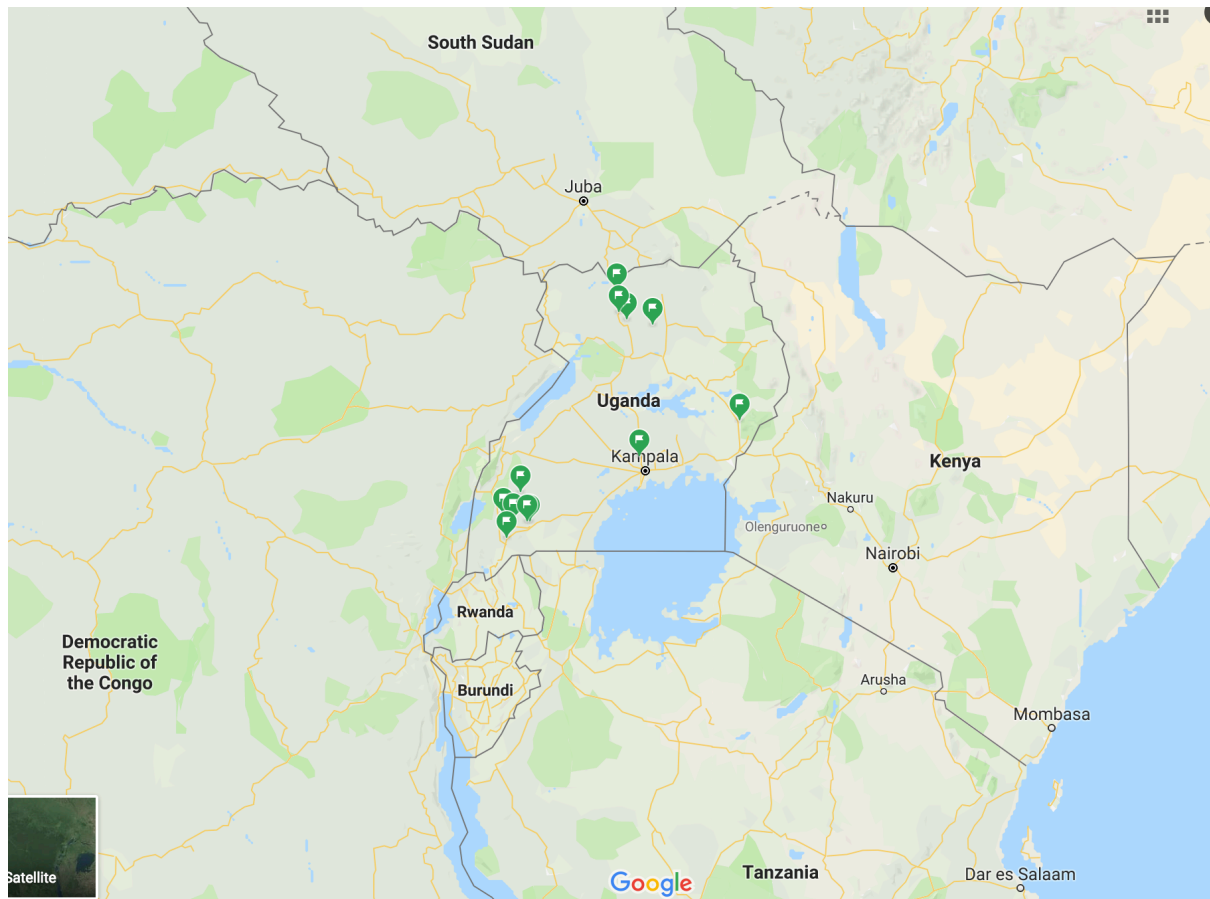 South Sudan
Juba
Uganda
Kampala
Kenya
Nakuru
Olenguruone
Nairobi
Rwanda
Democratic
Republic of
the Congo
Burundi
Arusha
Mombasa
Satellite
Google
Tanzania
Dar es Salaam